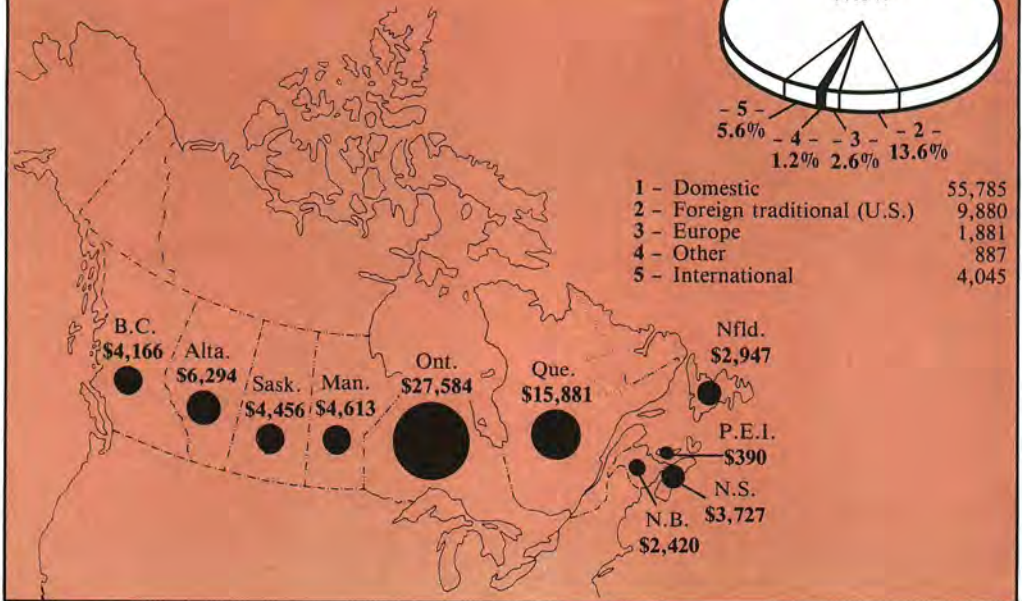 - 5 -
5.6%
- 4 -
1.2%
- 3 -
2.6%
- 2 -
13.6%
1 - Domestic 55,785
2 - Foreign traditional (U.S.) 9,880
3 - Europe 1,881
4 - Other 887
5 - International 4,045
B.C.
$4,166
Alta.
$6,294
Sask.
$4,456
Man.
$4,613
Ont.
$27,584
Que.
$15,881
Nfld.
$2,947
P.E.I.
$390
N.S.
$3,727
N.B.
$2,420